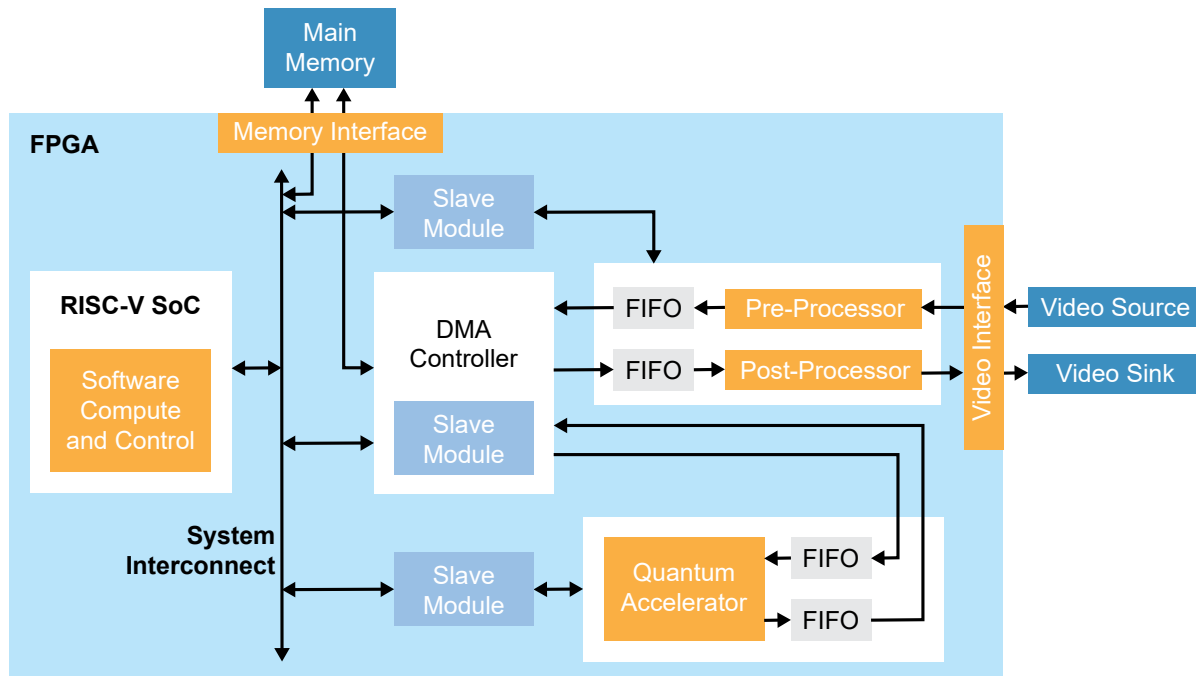 Main
Memory
Memory Interface
FPGA
Slave
Module
RISC-V SoC
Software
Compute
and Control
DMA
Controller
FIFO
Pre-Processor
FIFO
Post-Processor
Video Interface
Video Source
Video Sink
Slave
Module
System
Interconnect
Slave
Module
Quantum
Accelerator
FIFO
FIFO